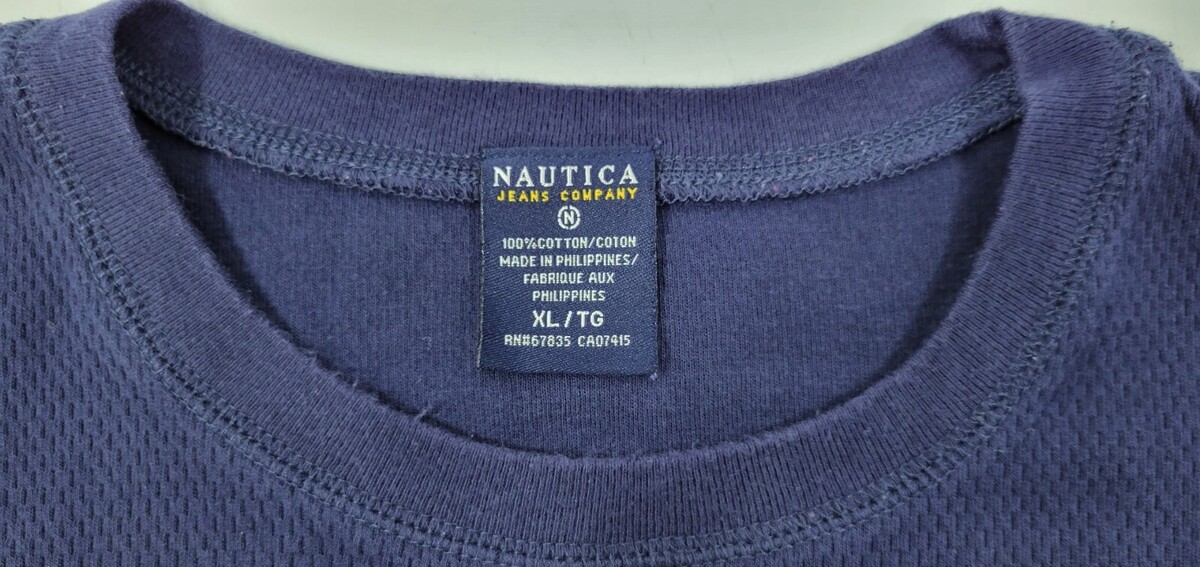 NAUTICA
JEANS COMPANY
N
100%COTTON/COTON
MADE IN PHILIPPINES/
FABRIQUE AUX
PHILIPPINES
XL/TG
RN#67835 CA07415